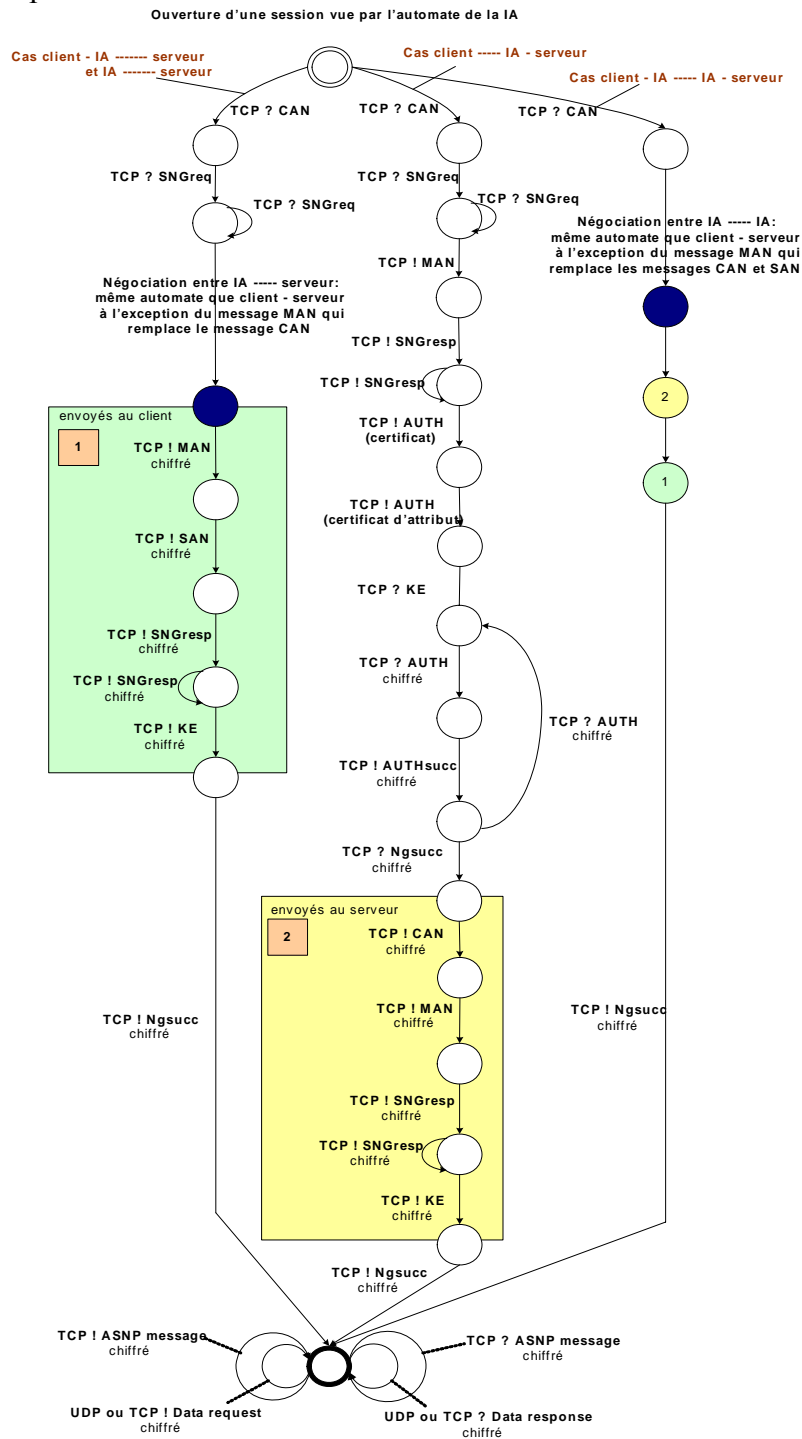 Ouverture d'une session vue par l'automate de la IA
Cas client - IA ------- serveur
et IA ------- serveur
Cas client ----- IA - serveur
Cas client - IA ----- IA - serveur
TCP ? CAN
TCP ? CAN
TCP ? CAN
TCP ? SNGreq
TCP ? SNGreq
TCP ? SNGreq
TCP ? SNGreq
Négociation entre IA ----- IA:
même automate que client - serveur
à l'exception du message MAN qui
remplace les messages CAN et SAN
TCP ! MAN
Négociation entre IA ----- serveur:
même automate que client - serveur
à l'exception du message MAN qui
remplace le message CAN
TCP ! SNGresp
TCP ! SNGresp
2
envoyés au client
1
TCP ! MAN
chiffré
TCP ! AUTH
(certificat)
1
TCP ! SAN
chiffré
TCP ! AUTH
(certificat d'attribut)
TCP ? KE
TCP ! SNGresp
chiffré
TCP ! SNGresp
chiffré
TCP ? AUTH
chiffré
TCP ! KE
chiffré
TCP ? AUTH
chiffré
TCP ! AUTHsucc
chiffré
TCP ? Ngsucc
chiffré
envoyés au serveur
2
TCP ! CAN
chiffré
TCP ! MAN
chiffré
TCP ! Ngsucc
chiffré
TCP ! Ngsucc
chiffré
TCP ! SNGresp
chiffré
TCP ! SNGresp
chiffré
TCP ! KE
chiffré
TCP ! Ngsucc
chiffré
TCP ! ASNP message
chiffré
TCP ? ASNP message
chiffré
UDP ou TCP ! Data request
chiffré
UDP ou TCP ? Data response
chiffré